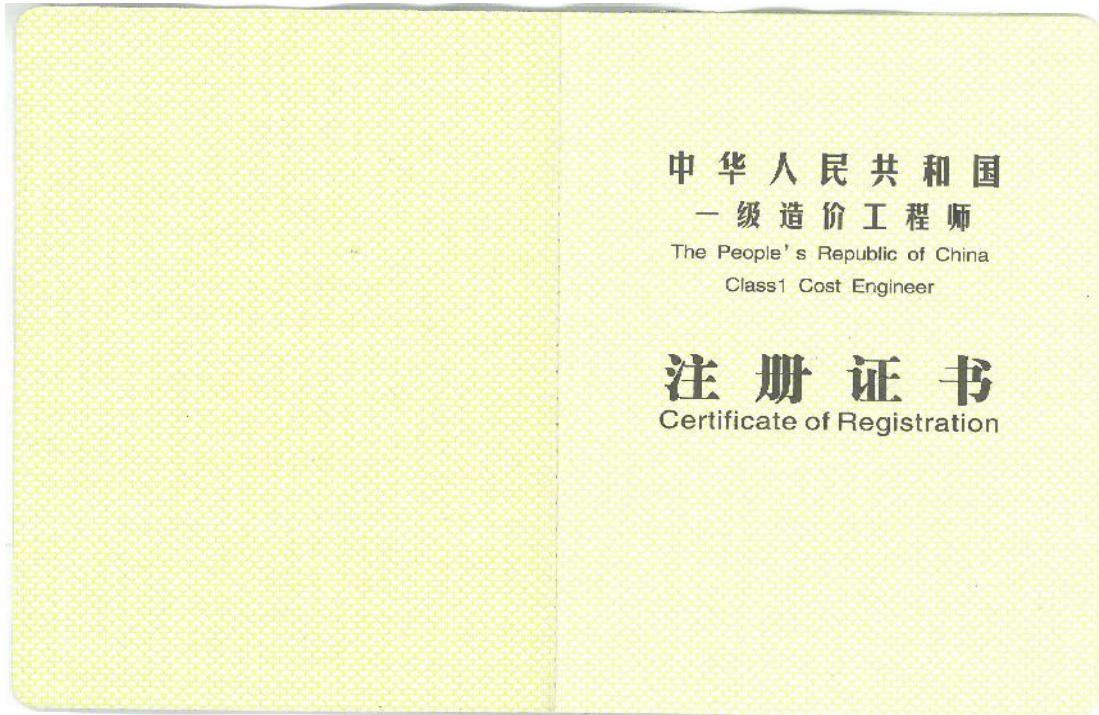 中华人民共和国
一级造价工程师
The People's Republic of China
Class1 Cost Engineer
注册证书
Certificate of Registration